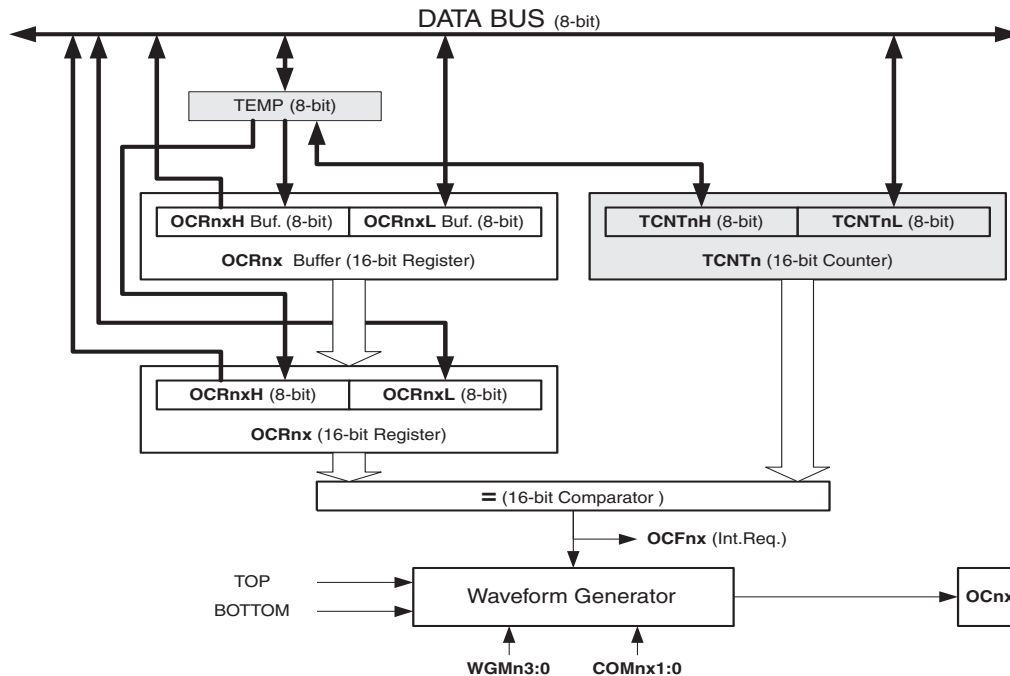 DATA BUS (8-bit)
TEMP (8-bit)
OCRnxH Buf. (8-bit) OCRnxL Buf. (8-bit)
OCRnx Buffer (16-bit Register)
TCNTnH (8-bit) TCNTnL (8-bit)
TCNTn (16-bit Counter)
OCRnxH (8-bit) OCRnxL (8-bit)
OCRnx (16-bit Register)
= (16-bit Comparator )
OCFnx (Int.Req.)
TOP
BOTTOM
Waveform Generator
OCnx
WGMn3:0 COMnx1:0